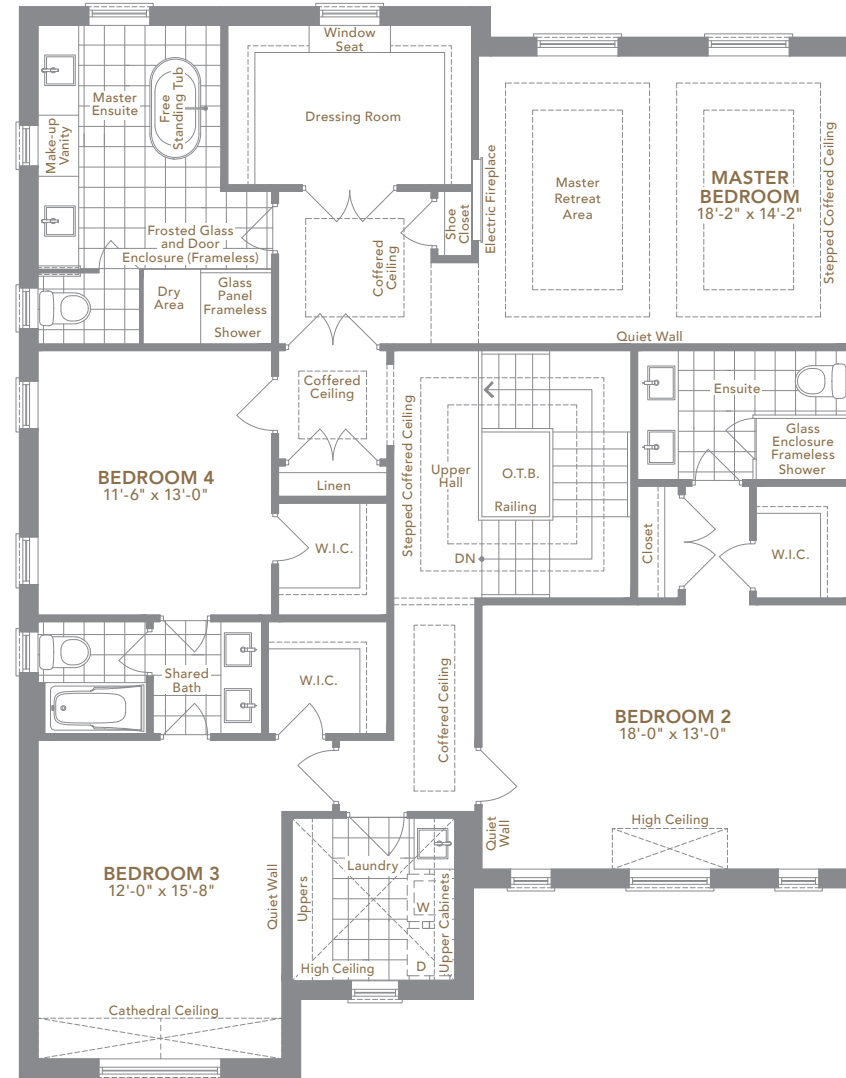 Window
Seat
Master
Ensuite
Free
Standing Tub
Make-up
Vanity
Dressing Room
Electric Fireplace
Master
Retreat
Area
MASTER
BEDROOM
18'-2" x 14'-2"
Stepped Coffered Ceiling
Shoe
Closet
Frosted Glass
and Door
Enclosure (Frameless)
Coffered
Ceiling
Dry
Area
Glass
Panel
Frameless
Shower
Quiet Wall
Coffered
Ceiling
Ensuite
Stepped Coffered Ceiling
Glass
Enclosure
Frameless
Shower
BEDROOM 4
11'-6" x 13'-0"
Linen
Upper
Hall
O.T.B.
Railing
DN
W.I.C.
Closet
W.I.C.
Shared
Bath
W.I.C.
Coffered Ceiling
BEDROOM 2
18'-0" x 13'-0"
High Ceiling
Quiet
Wall
BEDROOM 3
12'-0" x 15'-8"
Quiet Wall
Laundry
Uppers
W
Upper Cabinets
D
High Ceiling
Cathedral Ceiling